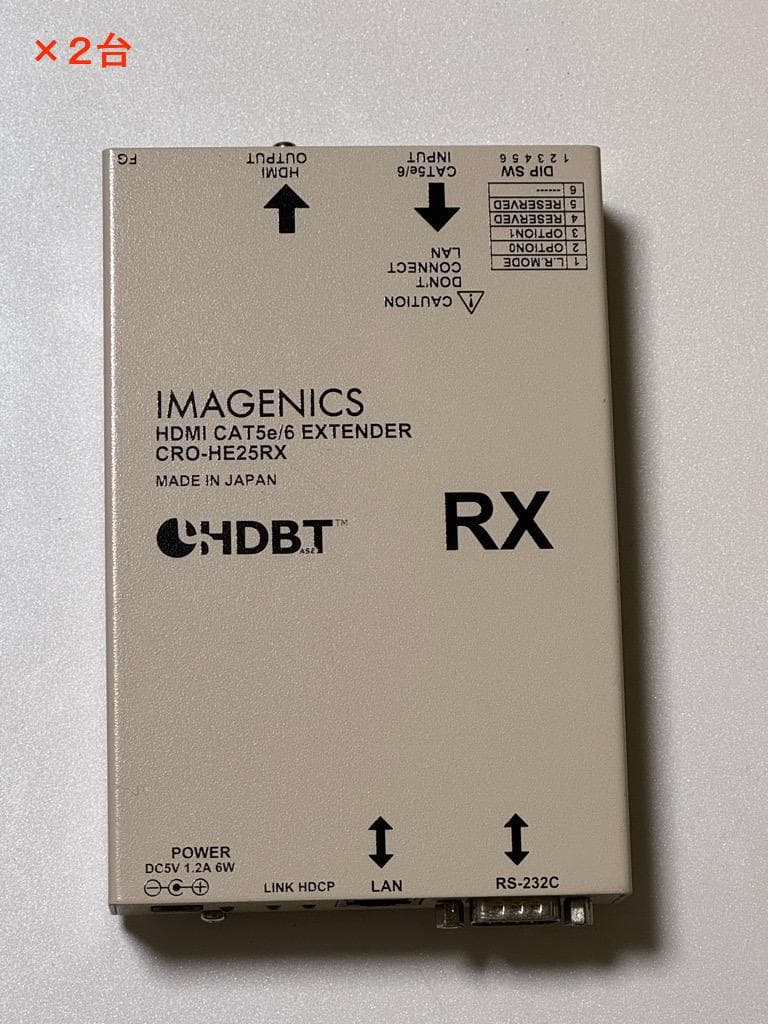 ×2台
FG
HDMI
OUTPUT
CAT5e/6
INPUT
DIP SW
1 2 3 4 5 6
1 L.R.MODE
2 OPTION0
3 OPTION1
4 RESERVED
5 RESERVED
6 ------
CAUTION
DON'T
CONNECT
LAN
IMAGENICS
HDMI CAT5e/6 EXTENDER
CRO-HE25RX
MADE IN JAPAN
HDBT™
ASE
RX
POWER
DC5V 1.2A 6W
LINK HDCP
LAN
RS-232C